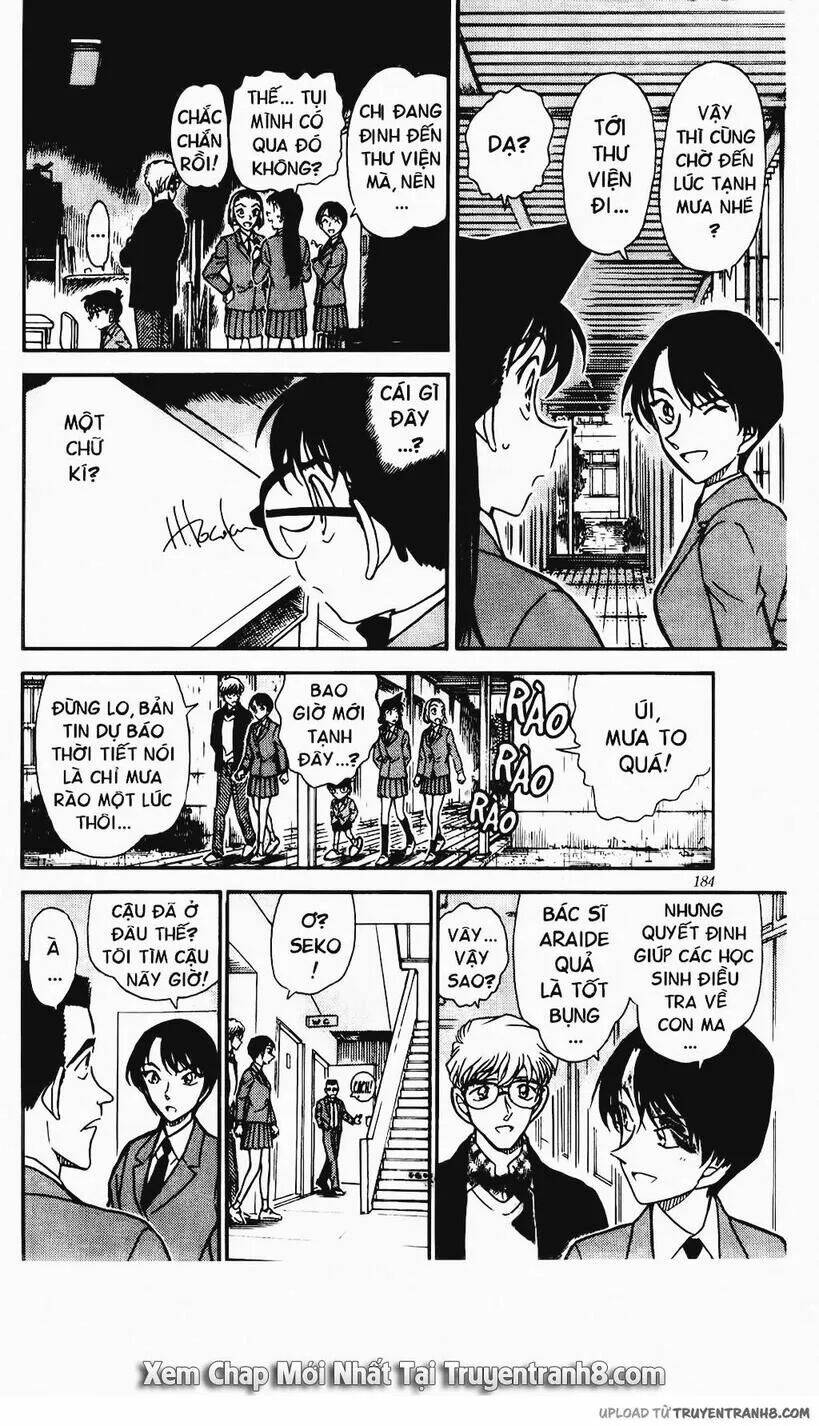 VẬY
THÌ CÙNG
CHỜ ĐẾN
LÚC TẠNH
MƯA NHÉ
?
TỚI
THƯ
VIỆN
ĐI...
DẠ?
CHỊ ĐANG
ĐỊNH ĐẾN
THƯ VIỆN
MÀ, NÊN
...
THẾ... TỤI
MÌNH CÓ
QUA ĐÓ
KHÔNG?
CHẮC
CHẮN
RỒI!
...
CÁI GÌ
ĐÂY
...?
MỘT
CHỮ
KÍ?
ÚI,
MƯA TO
QUÁ!
RÀO
RÀO
RÀO
BAO
GIỜ MỚI
TẠNH
ĐÂY...?
ĐỪNG LO, BẢN
TIN DỰ BÁO
THỜI TIẾT NÓI
LÀ CHỈ MƯA
RÀO MỘT LÚC
THÔI...
184
NHƯNG
QUYẾT ĐỊNH
GIÚP CÁC HỌC
SINH ĐIỀU
TRA VỀ
CON MA
...
BÁC SĨ
ARAIDE
QUẢ
LÀ TỐT
BỤNG
...
VÂY...
VẬY
SAO?
Ơ?
SEKO
!
WC
CẠCH!
CẬU ĐÃ Ở
ĐÂU THẾ?
TÔI TÌM CẬU
NÃY GIỜ!
À
...
Xem Chap Mới Nhất Tại Truyentranh8.com
UPLOAD TỪ TRUYENTRANH8.COM